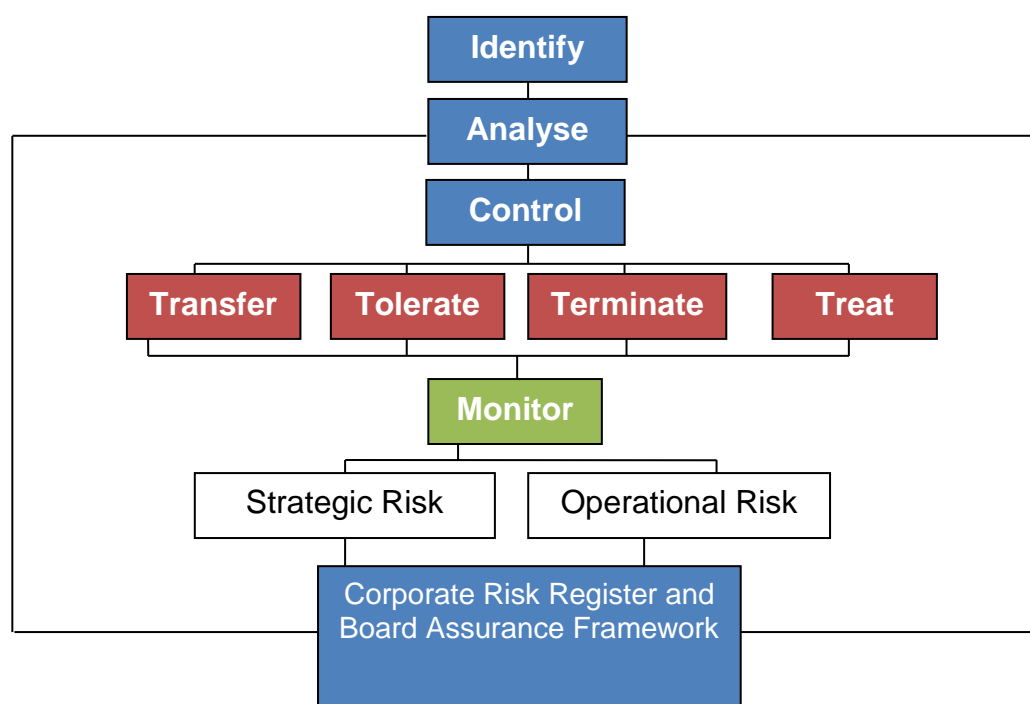 Identify
Analyse
Control
Transfer
Tolerate
Terminate
Treat
Monitor
Strategic Risk
Operational Risk
Corporate Risk Register and
Board Assurance Framework